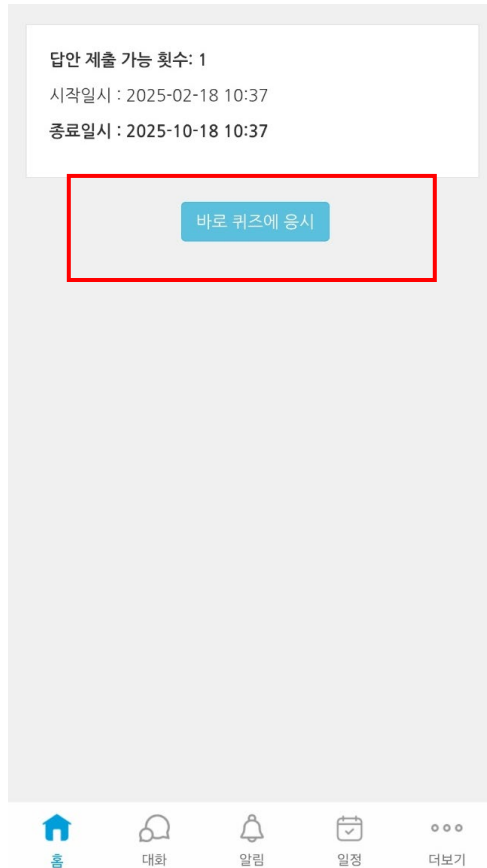 답안 제출 가능 횟수: 1
시작일시 : 2025-02-18 10:37
종료일시 : 2025-10-18 10:37
바로 퀴즈에 응시
홈 대화 알림 일정 더보기